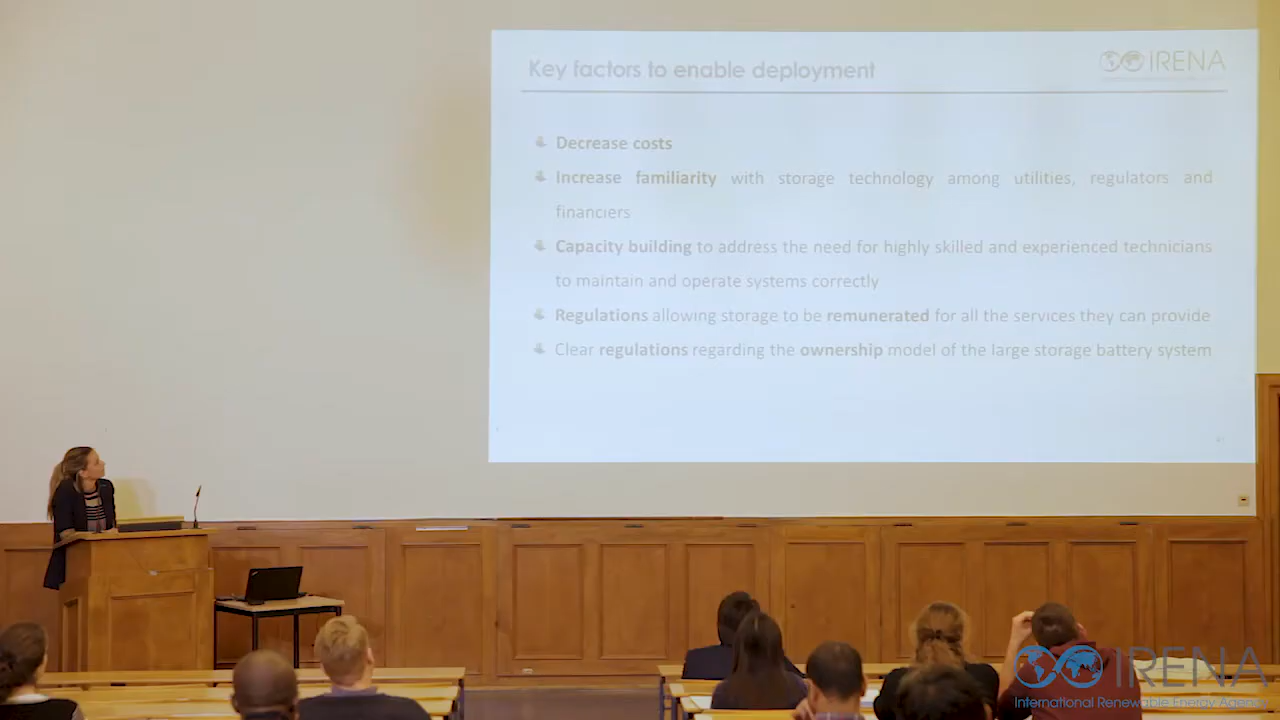 Key factors to enable deployment
IRENA
Decrease costs
Increase familiarity with storage technology among utilities, regulators and
financiers
Capacity building to address the need for highly skilled and experienced technicians
to maintain and operate systems correctly
Regulations allowing storage to be remunerated for all the services they can provide
Clear regulations regarding the ownership model of the large storage battery system
IRENA
International Renewable Energy Agency